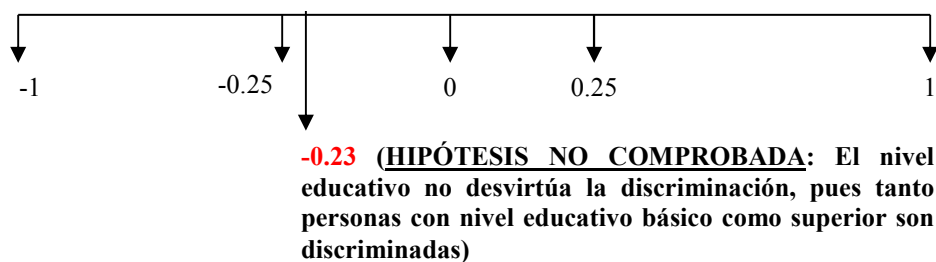 -1 -0.25 0 0.25 1
-0.23 (HIPÓTESIS NO COMPROBADA: El nivel
educativo no desvirtúa la discriminación, pues tanto
personas con nivel educativo básico como superior son
discriminadas)